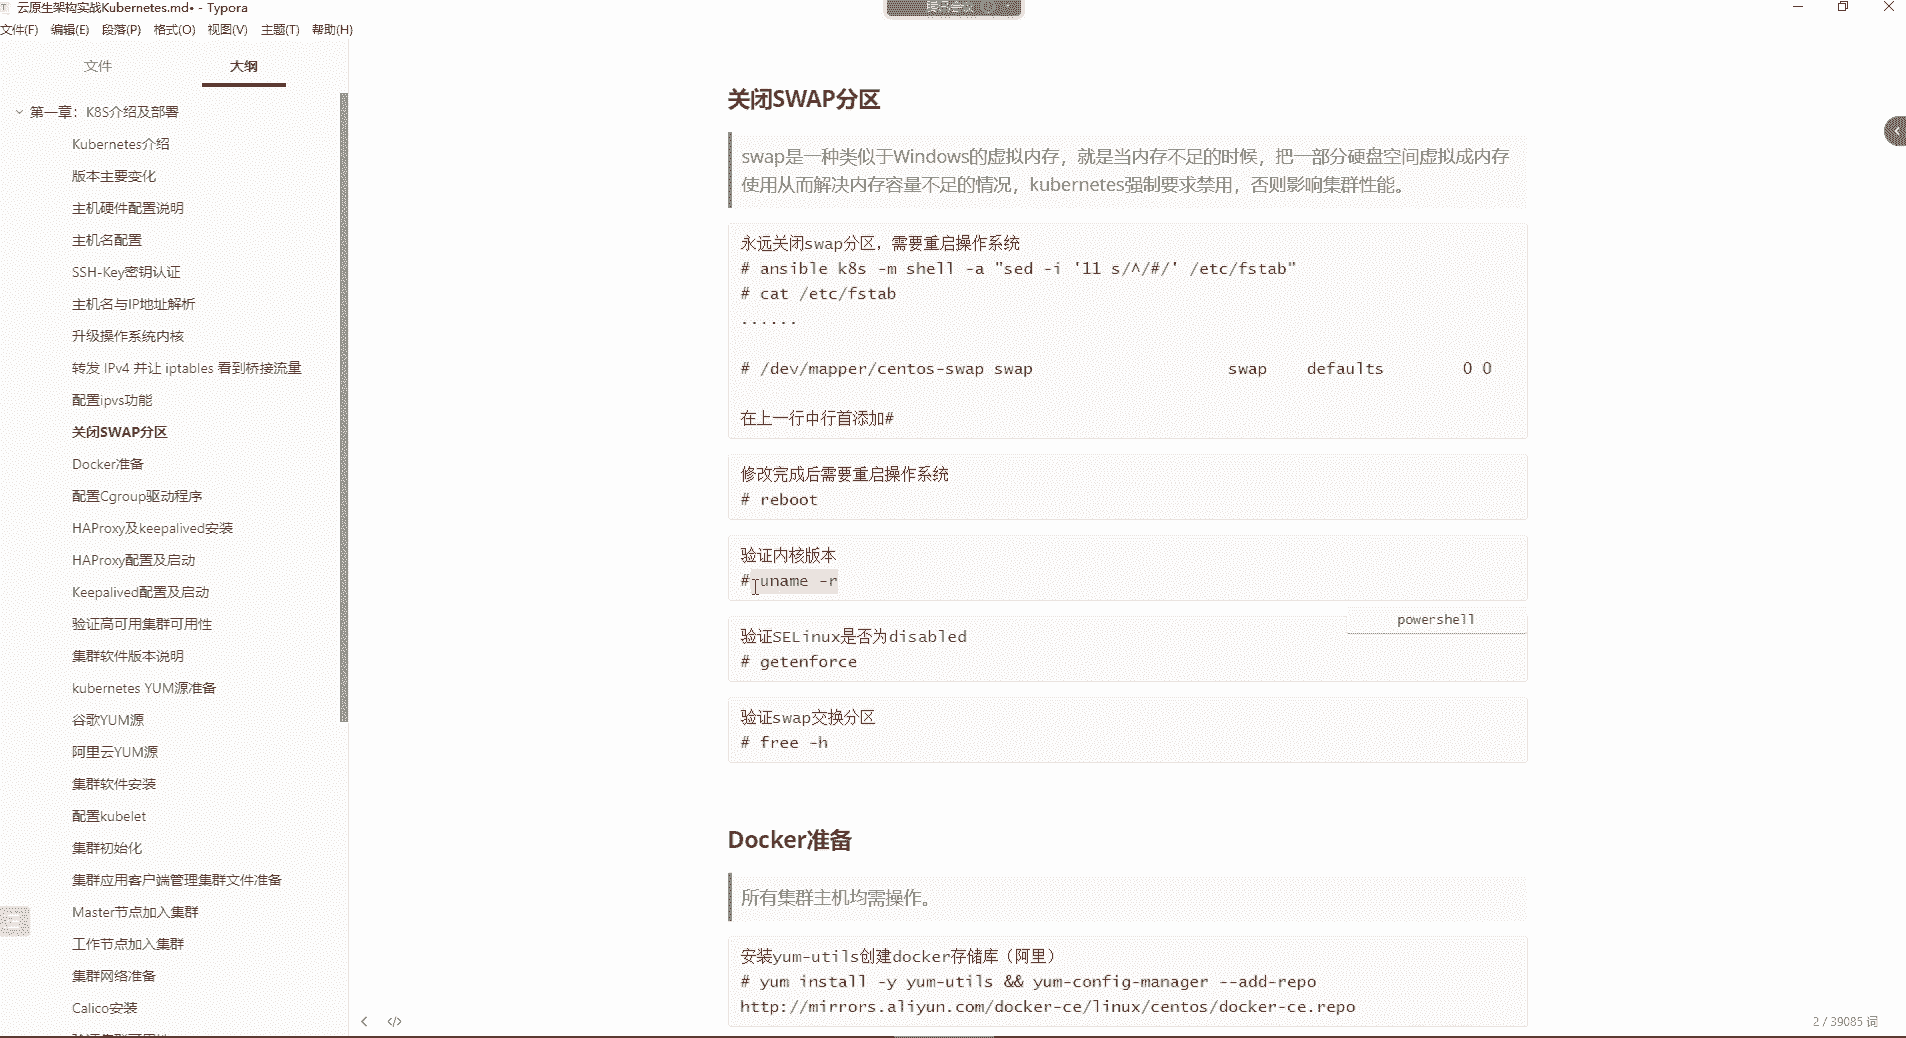 云原生架构实战Kubernetes.md• - Typora
腾讯会议
文件(F) 编辑(E) 段落(P) 格式(O) 视图(V) 主题(T) 帮助(H)
文件 大纲
第一章：K8S介绍及部署
Kubernetes介绍
版本主要变化
主机硬件配置说明
主机名配置
SSH-Key密钥认证
主机名与IP地址解析
升级操作系统内核
转发 IPv4 并让 iptables 看到桥接流量
配置ipvs功能
关闭SWAP分区
Docker准备
配置Cgroup驱动程序
HAProxy及keepalived安装
HAProxy配置及启动
Keepalived配置及启动
验证高可用集群可用性
集群软件版本说明
kubernetes YUM源准备
谷歌YUM源
阿里云YUM源
集群软件安装
配置kubelet
集群初始化
集群应用客户端管理集群文件准备
Master节点加入集群
工作节点加入集群
集群网络准备
Calico安装
关闭SWAP分区
swap是一种类似于Windows的虚拟内存，就是当内存不足的时候，把一部分硬盘空间虚拟成内存
使用从而解决内存容量不足的情况，kubernetes强制要求禁用，否则影响集群性能。
永远关闭swap分区，需要重启操作系统
# ansible k8s -m shell -a "sed -i '11 s/^/#/' /etc/fstab"
# cat /etc/fstab
......
# /dev/mapper/centos-swap swap swap defaults 0 0
在上一行中行首添加#
修改完成后需要重启操作系统
# reboot
验证内核版本
# uname -r
powershell
验证SELinux是否为disabled
# getenforce
验证swap交换分区
# free -h
Docker准备
所有集群主机均需操作。
安装yum-utils创建docker存储库（阿里）
# yum install -y yum-utils && yum-config-manager --add-repo
http://mirrors.aliyun.com/docker-ce/linux/centos/docker-ce.repo
2 / 39085 词